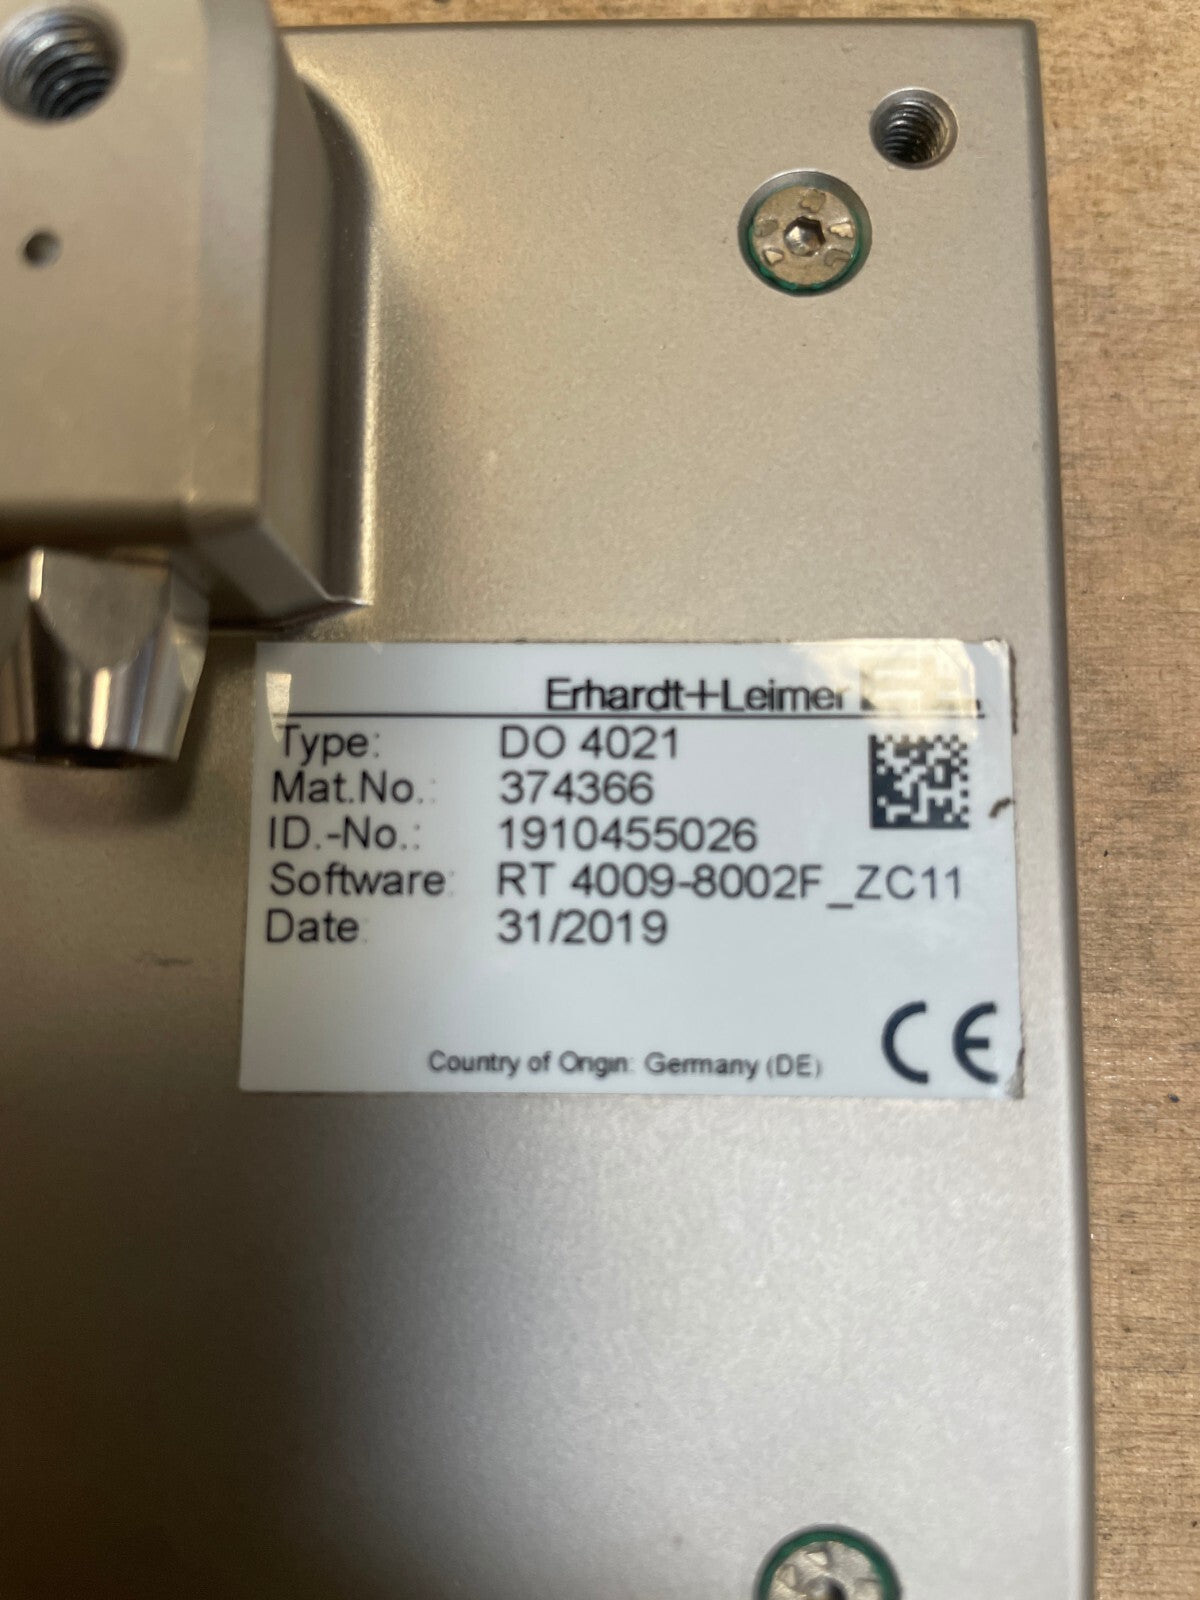 Erhardt+Leimer
Type: DO 4021
Mat.No.: 374366
ID.-No.: 1910455026
Software: RT 4009-8002F_ZC11
Date: 31/2019
Country of Origin: Germany (DE)
CE